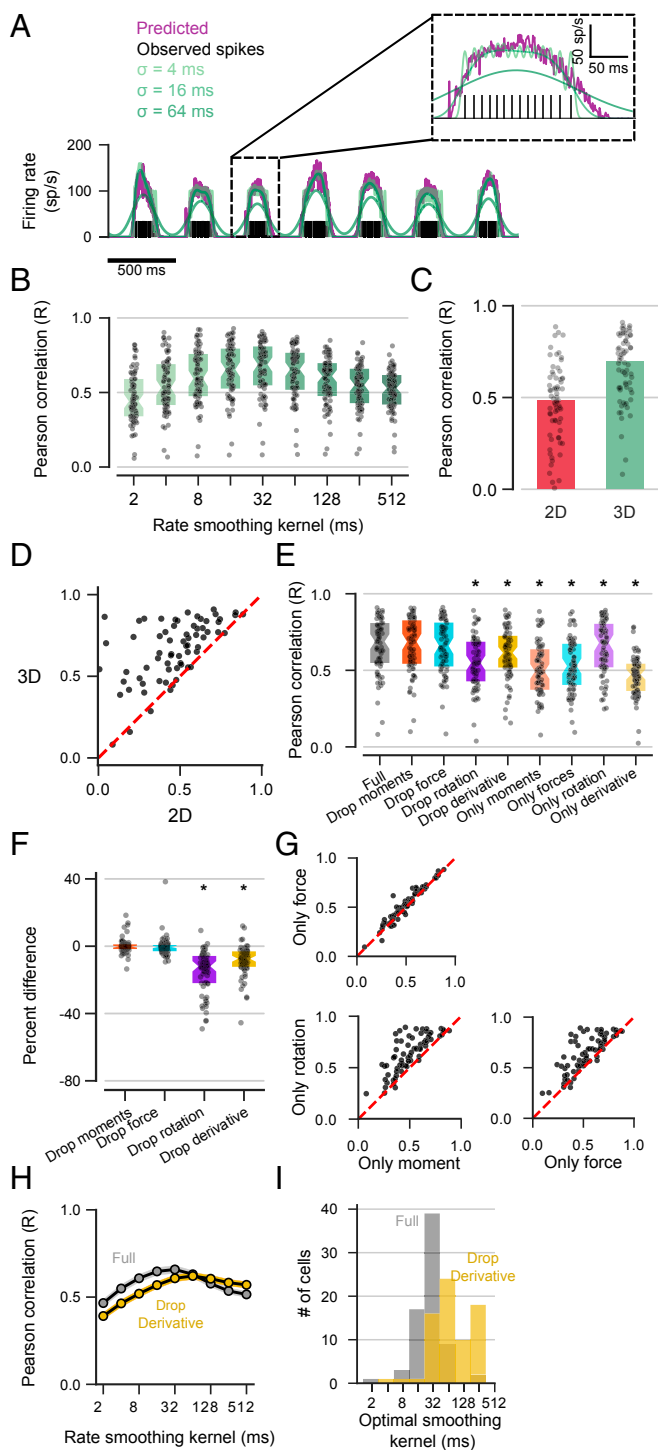 A
Predicted
Observed spikes
σ = 4 ms
σ = 16 ms
σ = 64 ms
50 sp/s
50 ms
Firing rate
(sp/s)
200
100
0
500 ms
B
Pearson correlation (R)
1.0
0.5
0.0
2 8 32 128 512
Rate smoothing kernel (ms)
C
Pearson correlation (R)
1.0
0.5
0.0
2D 3D
D
3D
1.0
0.5
0.0
0.0 0.5 1.0
2D
E
Pearson correlation (R)
* * * * * *
1.0
0.5
0.0
Full
Drop moments
Drop force
Drop rotation
Drop derivative
Only moments
Only forces
Only rotation
Only derivative
F
Percent difference
* *
40
0
-40
-80
Drop moments
Drop force
Drop rotation
Drop derivative
G
Only force
1.0
0.5
0.0
0.0 0.5 1.0
Only rotation
1.0
0.5
0.0
0.0 0.5 1.0
Only moment
1.0
0.5
0.0
0.0 0.5 1.0
Only force
H
Pearson correlation (R)
1.0
0.5
0.0
Full
Drop
Derivative
2 8 32 128 512
Rate smoothing kernel (ms)
I
# of cells
40
30
20
10
0
Full
Drop
Derivative
2 8 32 128 512
Optimal smoothing
kernel (ms)